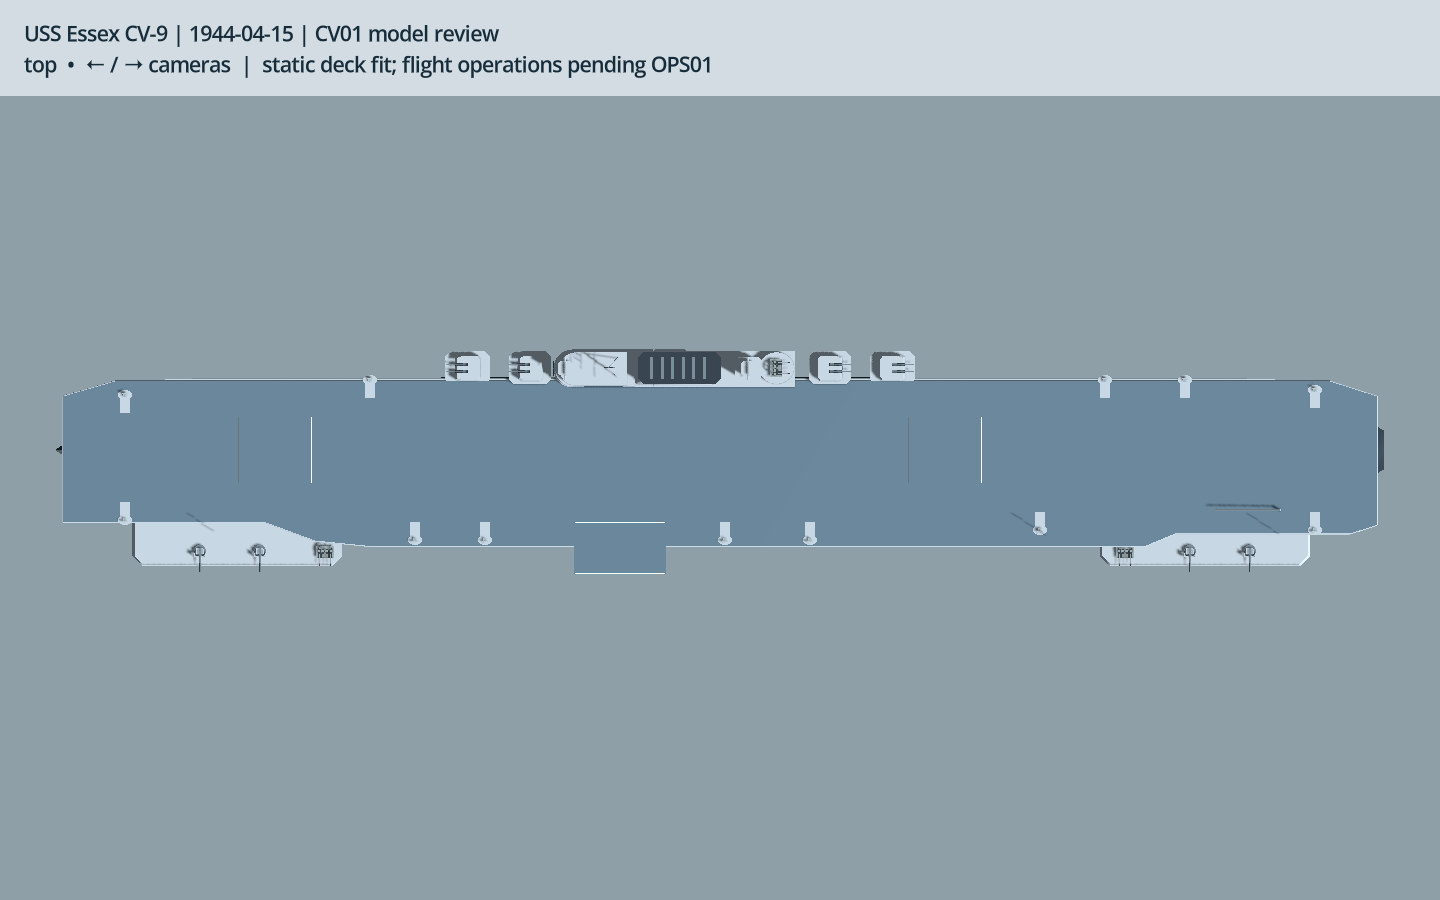 USS Essex CV-9 | 1944-04-15 | CV01 model review
top • ← / → cameras | static deck fit; flight operations pending OPS01